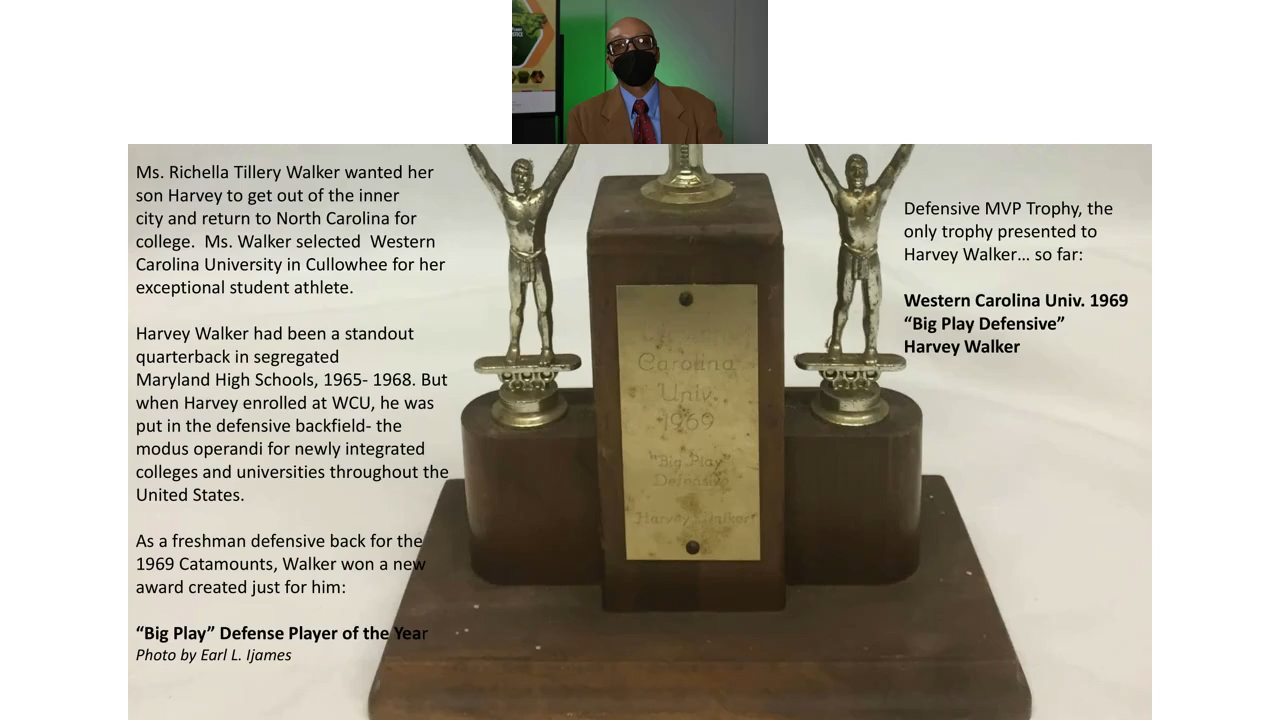 Ms. Richella Tillery Walker wanted her
son Harvey to get out of the inner
city and return to North Carolina for
college.  Ms. Walker selected  Western
Carolina University in Cullowhee for her
exceptional student athlete.
Harvey Walker had been a standout
quarterback in segregated
Maryland High Schools, 1965- 1968. But
when Harvey enrolled at WCU, he was
put in the defensive backfield- the
modus operandi for newly integrated
colleges and universities throughout the
United States.
As a freshman defensive back for the
1969 Catamounts, Walker won a new
award created just for him:
“Big Play” Defense Player of the Year
Photo by Earl L. Ijames
Carolina
Univ.
1969
"Big Play"
Defensive
Harvey Walker
Defensive MVP Trophy, the
only trophy presented to
Harvey Walker… so far:
Western Carolina Univ. 1969
“Big Play Defensive”
Harvey Walker